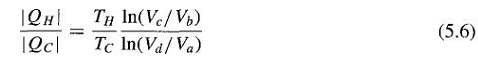 |Q_H| / |Q_C| = T_H / T_C ln(V_c/V_b) / ln(V_d/V_a) (5.6)